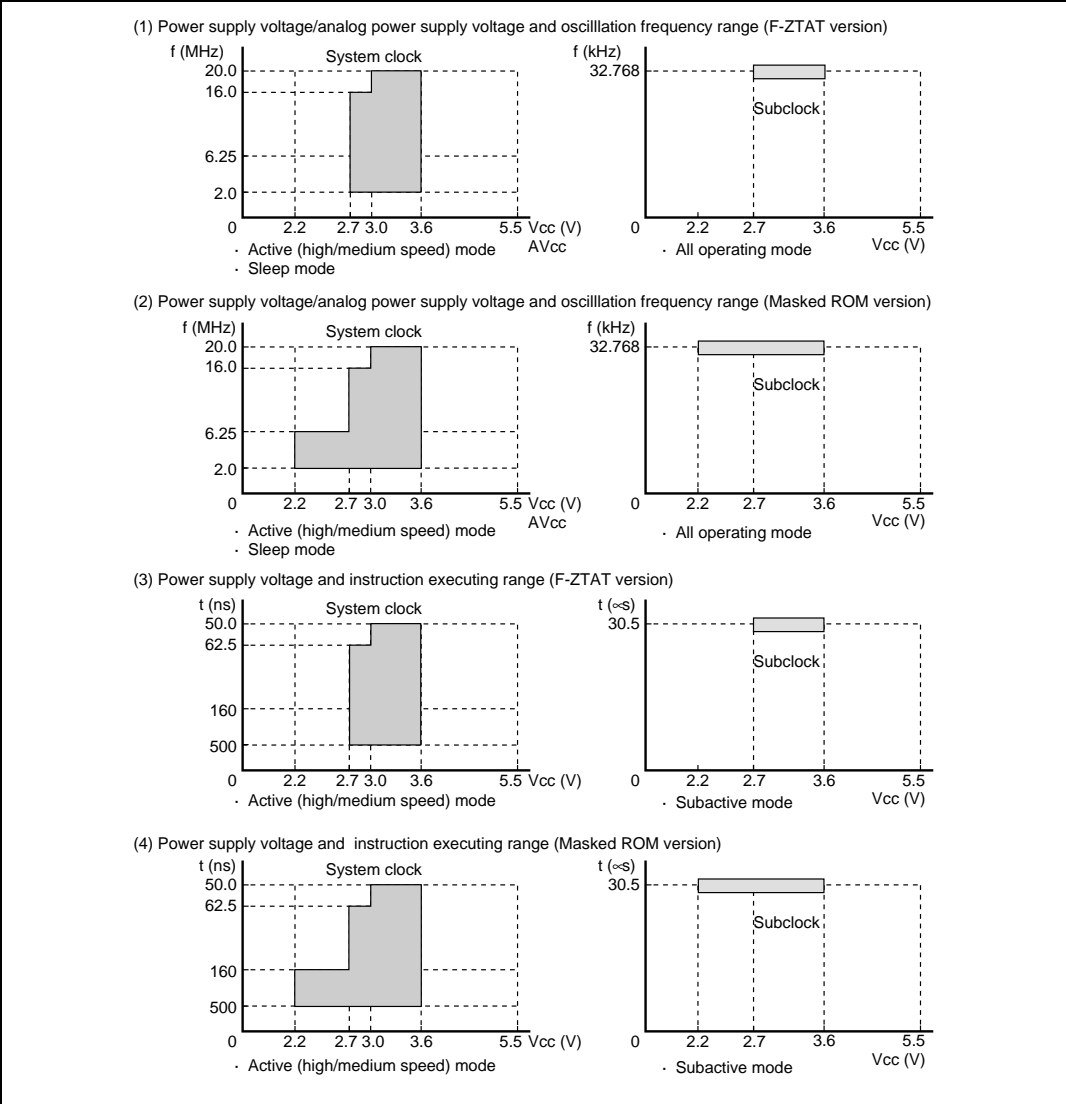 (1) Power supply voltage/analog power supply voltage and oscilllation frequency range (F-ZTAT version)
f (MHz)
System clock
20.0
16.0
6.25
2.0
0
2.2
2.7
3.0
3.6
5.5
Vcc (V)
AVcc
· Active (high/medium speed) mode
· Sleep mode
f (kHz)
32.768
Subclock
0
2.2
2.7
3.6
5.5
Vcc (V)
· All operating mode
(2) Power supply voltage/analog power supply voltage and oscilllation frequency range (Masked ROM version)
f (MHz)
System clock
20.0
16.0
6.25
2.0
0
2.2
2.7
3.0
3.6
5.5
Vcc (V)
AVcc
· Active (high/medium speed) mode
· Sleep mode
f (kHz)
32.768
Subclock
0
2.2
2.7
3.6
5.5
Vcc (V)
· All operating mode
(3) Power supply voltage and instruction executing range (F-ZTAT version)
t (ns)
System clock
50.0
62.5
160
500
0
2.2
2.7
3.0
3.6
5.5
Vcc (V)
· Active (high/medium speed) mode
t (∝s)
30.5
Subclock
0
2.2
2.7
3.6
5.5
Vcc (V)
· Subactive mode
(4) Power supply voltage and instruction executing range (Masked ROM version)
t (ns)
System clock
50.0
62.5
160
500
0
2.2
2.7
3.0
3.6
5.5
Vcc (V)
· Active (high/medium speed) mode
t (∝s)
30.5
Subclock
0
2.2
2.7
3.6
5.5
Vcc (V)
· Subactive mode